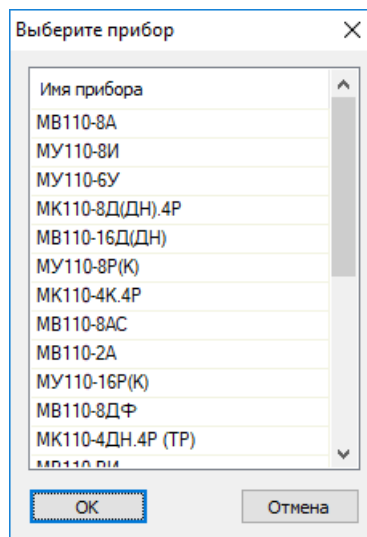 Выберите прибор
Имя прибора
МВ110-8А
МУ110-8И
МУ110-6У
МК110-8Д(ДН).4Р
МВ110-16Д(ДН)
МУ110-8Р(К)
МК110-4К.4Р
МВ110-8АС
МВ110-2А
МУ110-16Р(К)
МВ110-8ДФ
МК110-4ДН.4Р (ТР)
ОК
Отмена